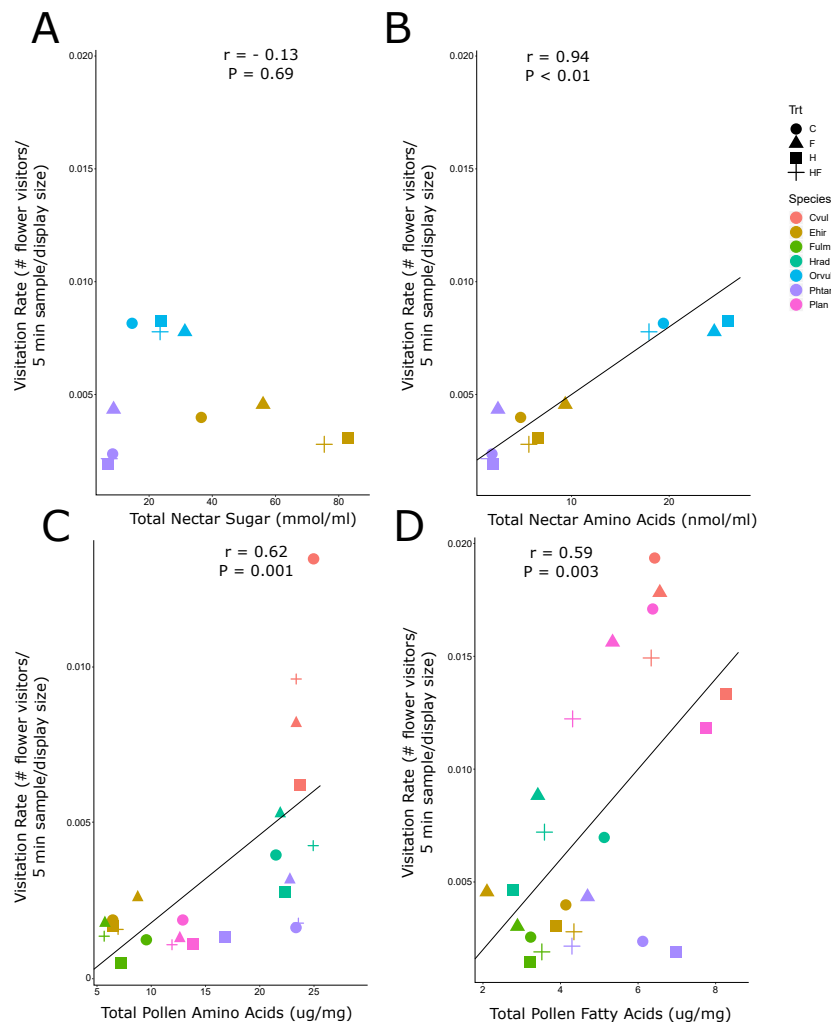 A
r = - 0.13
P = 0.69
0.020
0.015
0.010
0.005
Visitation Rate (# flower visitors/
5 min sample/display size)
20
40
60
80
Total Nectar Sugar (mmol/ml)
B
r = 0.94
P < 0.01
0.020
0.015
0.010
0.005
Visitation Rate (# flower visitors/
5 min sample/display size)
10
20
Total Nectar Amino Acids (nmol/ml)
Trt
C
F
H
HF
Species
Cvul
Ehir
Fulm
Hrad
Orvul
Phtan
Plan
C
r = 0.62
P = 0.001
0.010
0.005
0
Visitation Rate (# flower visitors/
5 min sample/display size)
5
10
15
20
25
Total Pollen Amino Acids (ug/mg)
D
r = 0.59
P = 0.003
0.020
0.015
0.010
0.005
Visitation Rate (# flower visitors/
5 min sample/display size)
2
4
6
8
Total Pollen Fatty Acids (ug/mg)